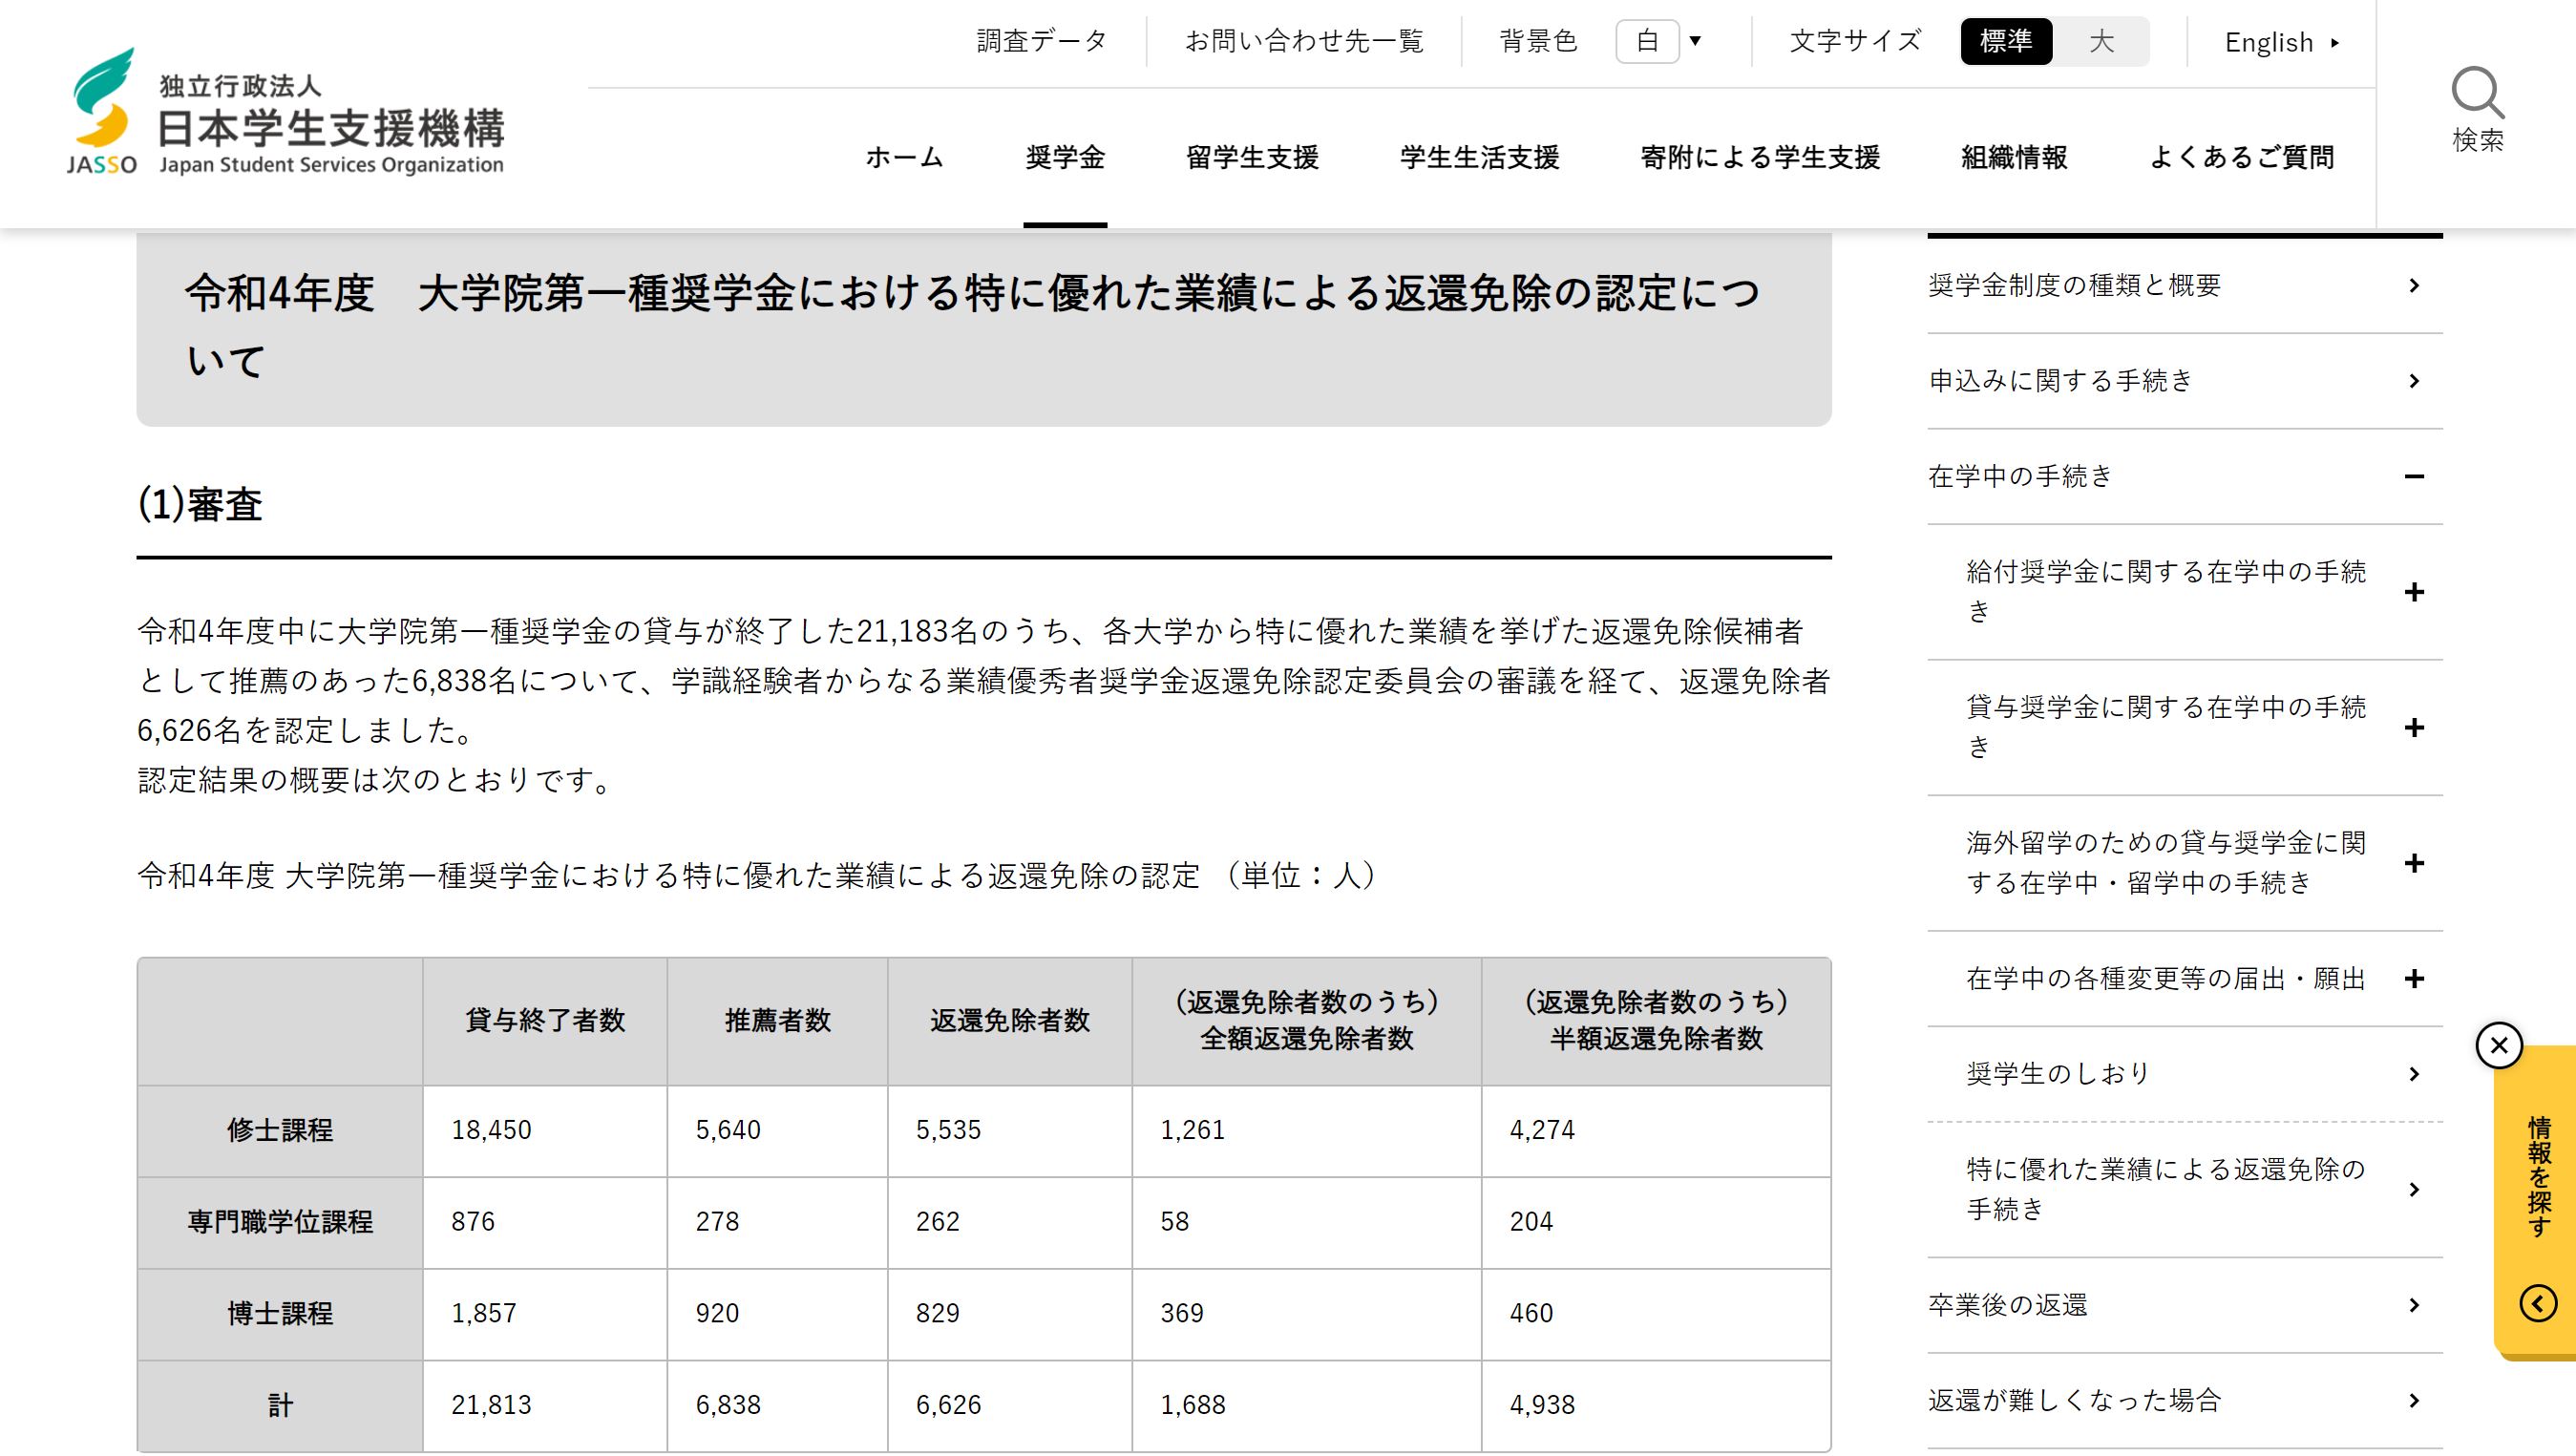 調査データ
お問い合わせ先一覧
背景色 白 ▼
文字サイズ 標準 大
English
独立行政法人
日本学生支援機構
JASSO Japan Student Services Organization
ホーム 奨学金 留学生支援 学生生活支援 寄附による学生支援 組織情報 よくあるご質問
検索
令和4年度　大学院第一種奨学金における特に優れた業績による返還免除の認定につ
いて
(1)審査
令和4年度中に大学院第一種奨学金の貸与が終了した21,183名のうち、各大学から特に優れた業績を挙げた返還免除候補者
として推薦のあった6,838名について、学識経験者からなる業績優秀者奨学金返還免除認定委員会の審議を経て、返還免除者
6,626名を認定しました。
認定結果の概要は次のとおりです。
令和4年度 大学院第一種奨学金における特に優れた業績による返還免除の認定 （単位：人）
貸与終了者数 推薦者数 返還免除者数 （返還免除者数のうち）全額返還免除者数 （返還免除者数のうち）半額返還免除者数
修士課程 18,450 5,640 5,535 1,261 4,274
専門職学位課程 876 278 262 58 204
博士課程 1,857 920 829 369 460
計 21,813 6,838 6,626 1,688 4,938
奨学金制度の種類と概要
申込みに関する手続き
在学中の手続き
給付奨学金に関する在学中の手続
き
貸与奨学金に関する在学中の手続
き
海外留学のための貸与奨学金に関
する在学中・留学中の手続き
在学中の各種変更等の届出・願出
奨学生のしおり
特に優れた業績による返還免除の
手続き
卒業後の返還
返還が難しくなった場合
情報を探す